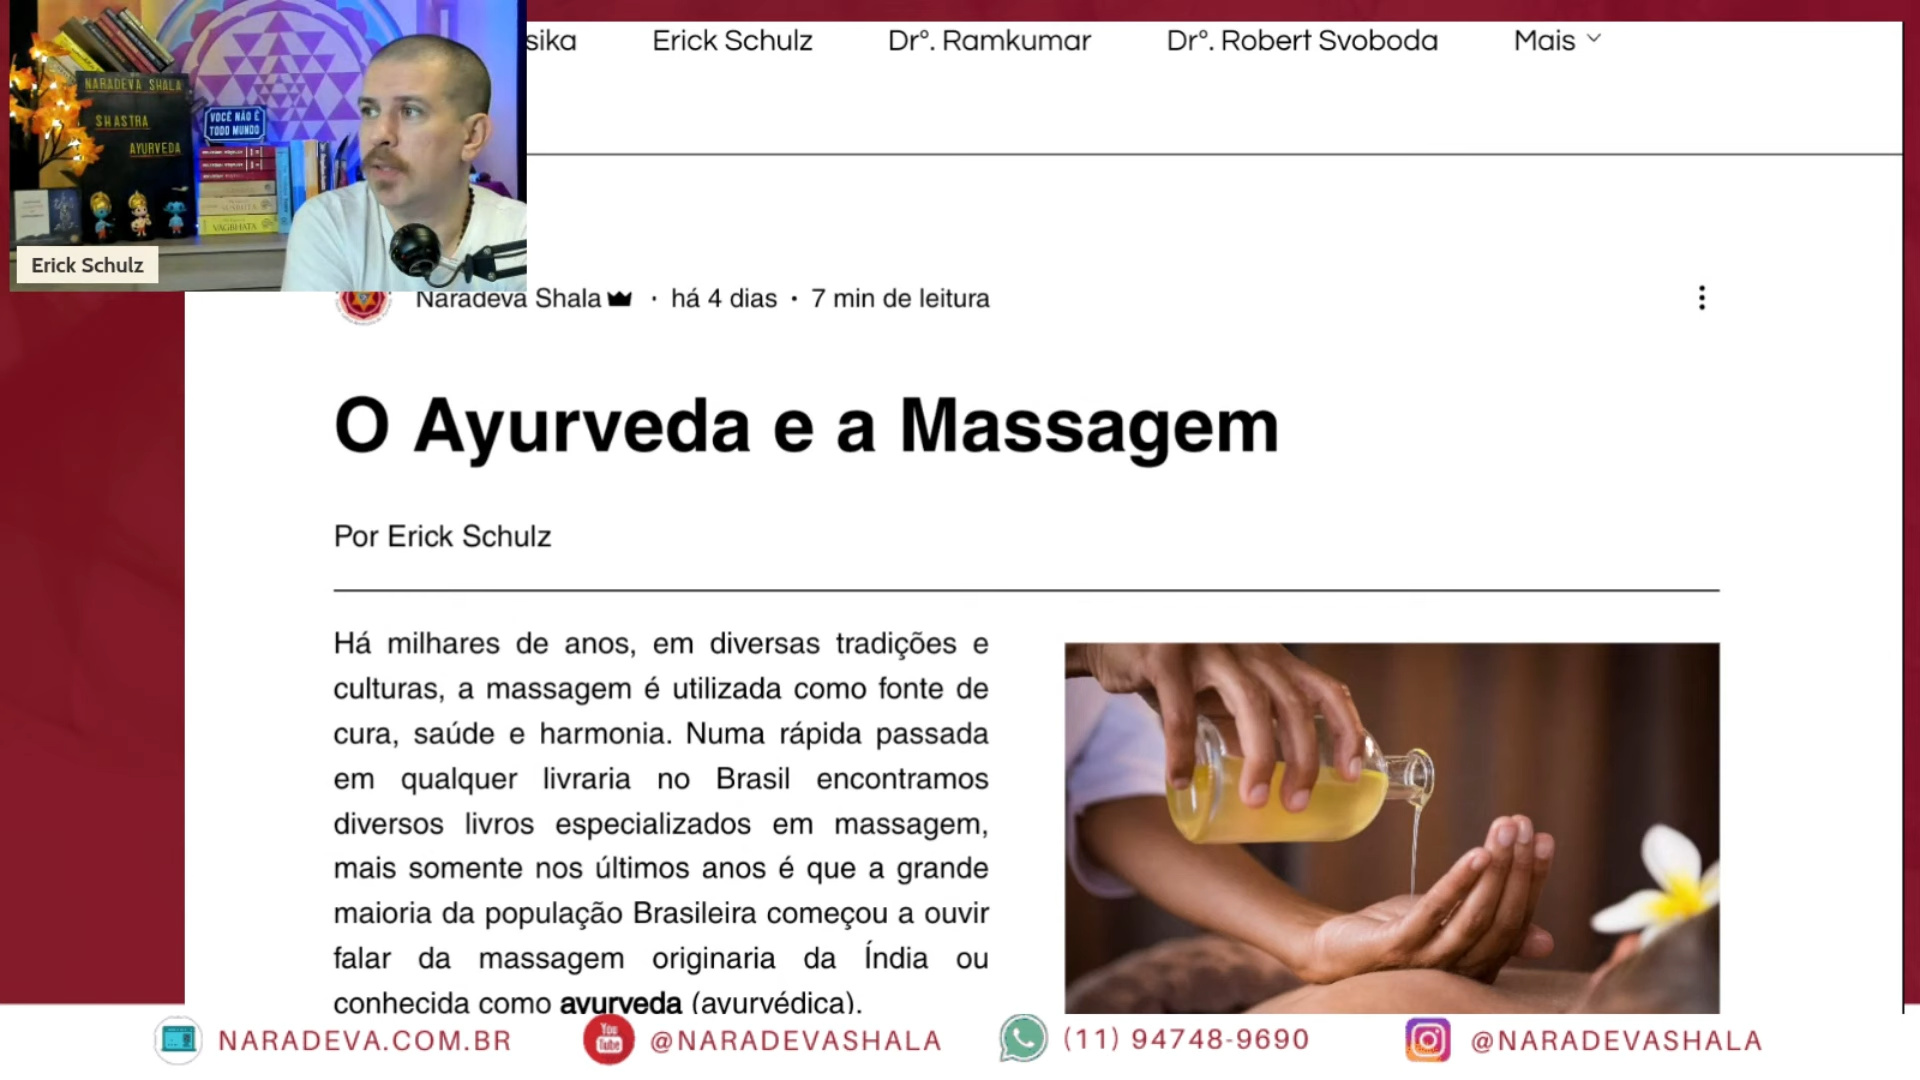 sika Erick Schulz Drº. Ramkumar Drº. Robert Svoboda Mais
NARADEVA SHALA
SHASTRA
AYURVEDA
VOCÊ NÃO É
TODO MUNDO
VAGBHATA
Erick Schulz
Naradeva Shala · há 4 dias · 7 min de leitura
O Ayurveda e a Massagem
Por Erick Schulz
Há milhares de anos, em diversas tradições e
culturas, a massagem é utilizada como fonte de
cura, saúde e harmonia. Numa rápida passada
em qualquer livraria no Brasil encontramos
diversos livros especializados em massagem,
mais somente nos últimos anos é que a grande
maioria da população Brasileira começou a ouvir
falar da massagem originaria da Índia ou
conhecida como ayurveda (ayurvédica).
NARADEVA.COM.BR
You
Tube
@NARADEVASHALA
(11) 94748-9690
@NARADEVASHALA